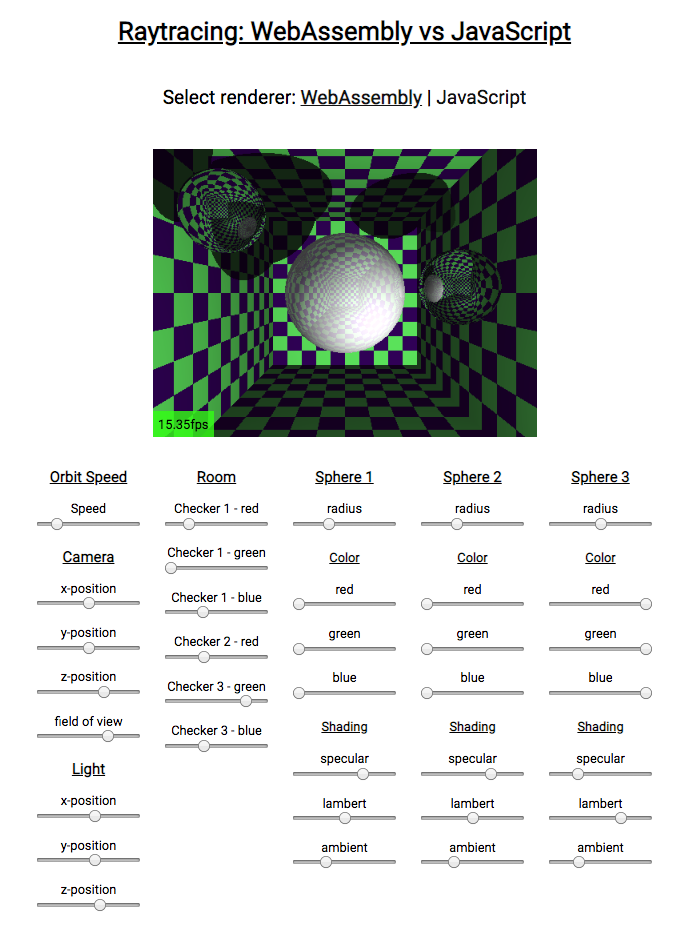 Raytracing: WebAssembly vs JavaScript
Select renderer: WebAssembly | JavaScript
15.35fps
Orbit Speed
Speed
Camera
x-position
y-position
z-position
field of view
Light
x-position
y-position
z-position
Room
Checker 1 - red
Checker 1 - green
Checker 1 - blue
Checker 2 - red
Checker 3 - green
Checker 3 - blue
Sphere 1
radius
Color
red
green
blue
Shading
specular
lambert
ambient
Sphere 2
radius
Color
red
green
blue
Shading
specular
lambert
ambient
Sphere 3
radius
Color
red
green
blue
Shading
specular
lambert
ambient